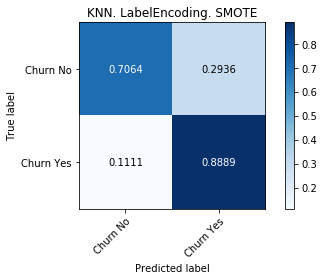 KNN. LabelEncoding. SMOTE
Churn No
0.7064
0.2936
Churn Yes
0.1111
0.8889
True label
Churn No
Churn Yes
Predicted label
0.8
0.7
0.6
0.5
0.4
0.3
0.2